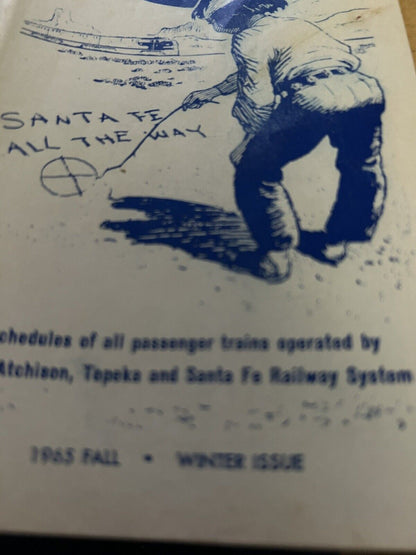 SANTA FE
ALL THE WAY
chedules of all passenger trains operated by
Atchison, Topeka and Santa Fe Railway System
1965 FALL • WINTER ISSUE